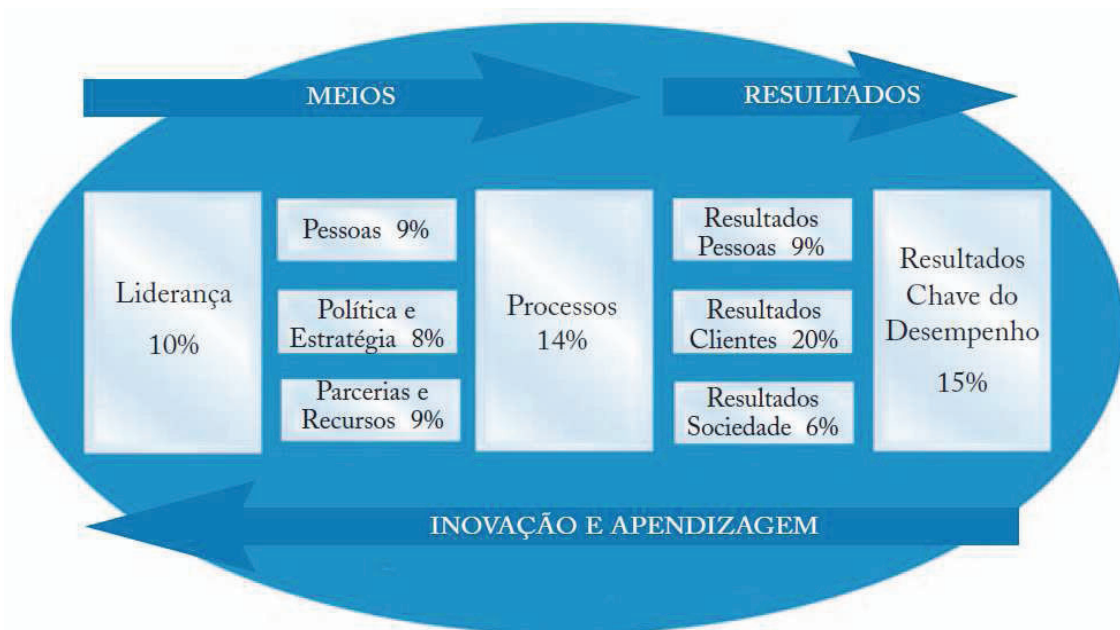 MEIOS
RESULTADOS
Liderança
10%
Pessoas 9%
Política e
Estratégia 8%
Parcerias e
Recursos 9%
Processos
14%
Resultados
Pessoas 9%
Resultados
Clientes 20%
Resultados
Sociedade 6%
Resultados
Chave do
Desempenho
15%
INOVAÇÃO E APENDIZAGEM